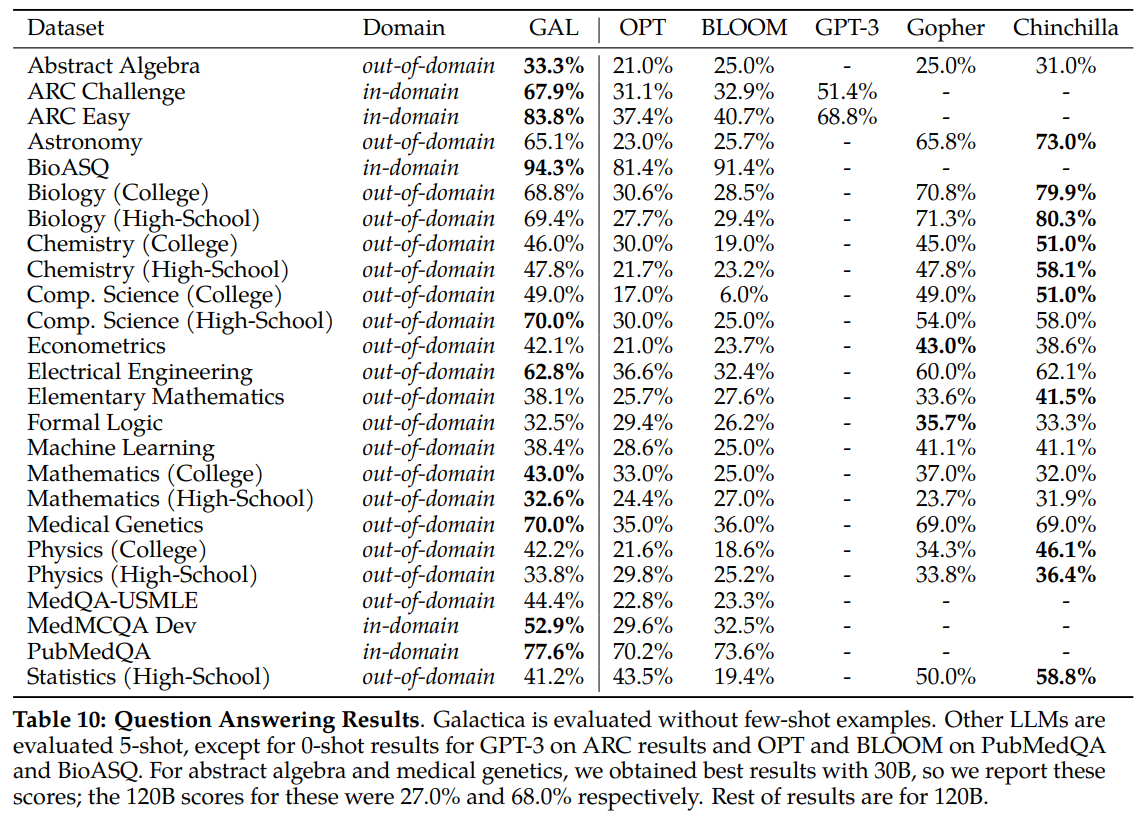 Dataset Domain GAL OPT BLOOM GPT-3 Gopher Chinchilla
Abstract Algebra out-of-domain 33.3% 21.0% 25.0% - 25.0% 31.0%
ARC Challenge in-domain 67.9% 31.1% 32.9% 51.4% - -
ARC Easy in-domain 83.8% 37.4% 40.7% 68.8% - -
Astronomy out-of-domain 65.1% 23.0% 25.7% - 65.8% 73.0%
BioASQ in-domain 94.3% 81.4% 91.4% - - -
Biology (College) out-of-domain 68.8% 30.6% 28.5% - 70.8% 79.9%
Biology (High-School) out-of-domain 69.4% 27.7% 29.4% - 71.3% 80.3%
Chemistry (College) out-of-domain 46.0% 30.0% 19.0% - 45.0% 51.0%
Chemistry (High-School) out-of-domain 47.8% 21.7% 23.2% - 47.8% 58.1%
Comp. Science (College) out-of-domain 49.0% 17.0% 6.0% - 49.0% 51.0%
Comp. Science (High-School) out-of-domain 70.0% 30.0% 25.0% - 54.0% 58.0%
Econometrics out-of-domain 42.1% 21.0% 23.7% - 43.0% 38.6%
Electrical Engineering out-of-domain 62.8% 36.6% 32.4% - 60.0% 62.1%
Elementary Mathematics out-of-domain 38.1% 25.7% 27.6% - 33.6% 41.5%
Formal Logic out-of-domain 32.5% 29.4% 26.2% - 35.7% 33.3%
Machine Learning out-of-domain 38.4% 28.6% 25.0% - 41.1% 41.1%
Mathematics (College) out-of-domain 43.0% 33.0% 25.0% - 37.0% 32.0%
Mathematics (High-School) out-of-domain 32.6% 24.4% 27.0% - 23.7% 31.9%
Medical Genetics out-of-domain 70.0% 35.0% 36.0% - 69.0% 69.0%
Physics (College) out-of-domain 42.2% 21.6% 18.6% - 34.3% 46.1%
Physics (High-School) out-of-domain 33.8% 29.8% 25.2% - 33.8% 36.4%
MedQA-USMLE out-of-domain 44.4% 22.8% 23.3% - - -
MedMCQA Dev in-domain 52.9% 29.6% 32.5% - - -
PubMedQA in-domain 77.6% 70.2% 73.6% - - -
Statistics (High-School) out-of-domain 41.2% 43.5% 19.4% - 50.0% 58.8%
Table 10: Question Answering Results. Galactica is evaluated without few-shot examples. Other LLMs are
evaluated 5-shot, except for 0-shot results for GPT-3 on ARC results and OPT and BLOOM on PubMedQA
and BioASQ. For abstract algebra and medical genetics, we obtained best results with 30B, so we report these
scores; the 120B scores for these were 27.0% and 68.0% respectively. Rest of results are for 120B.